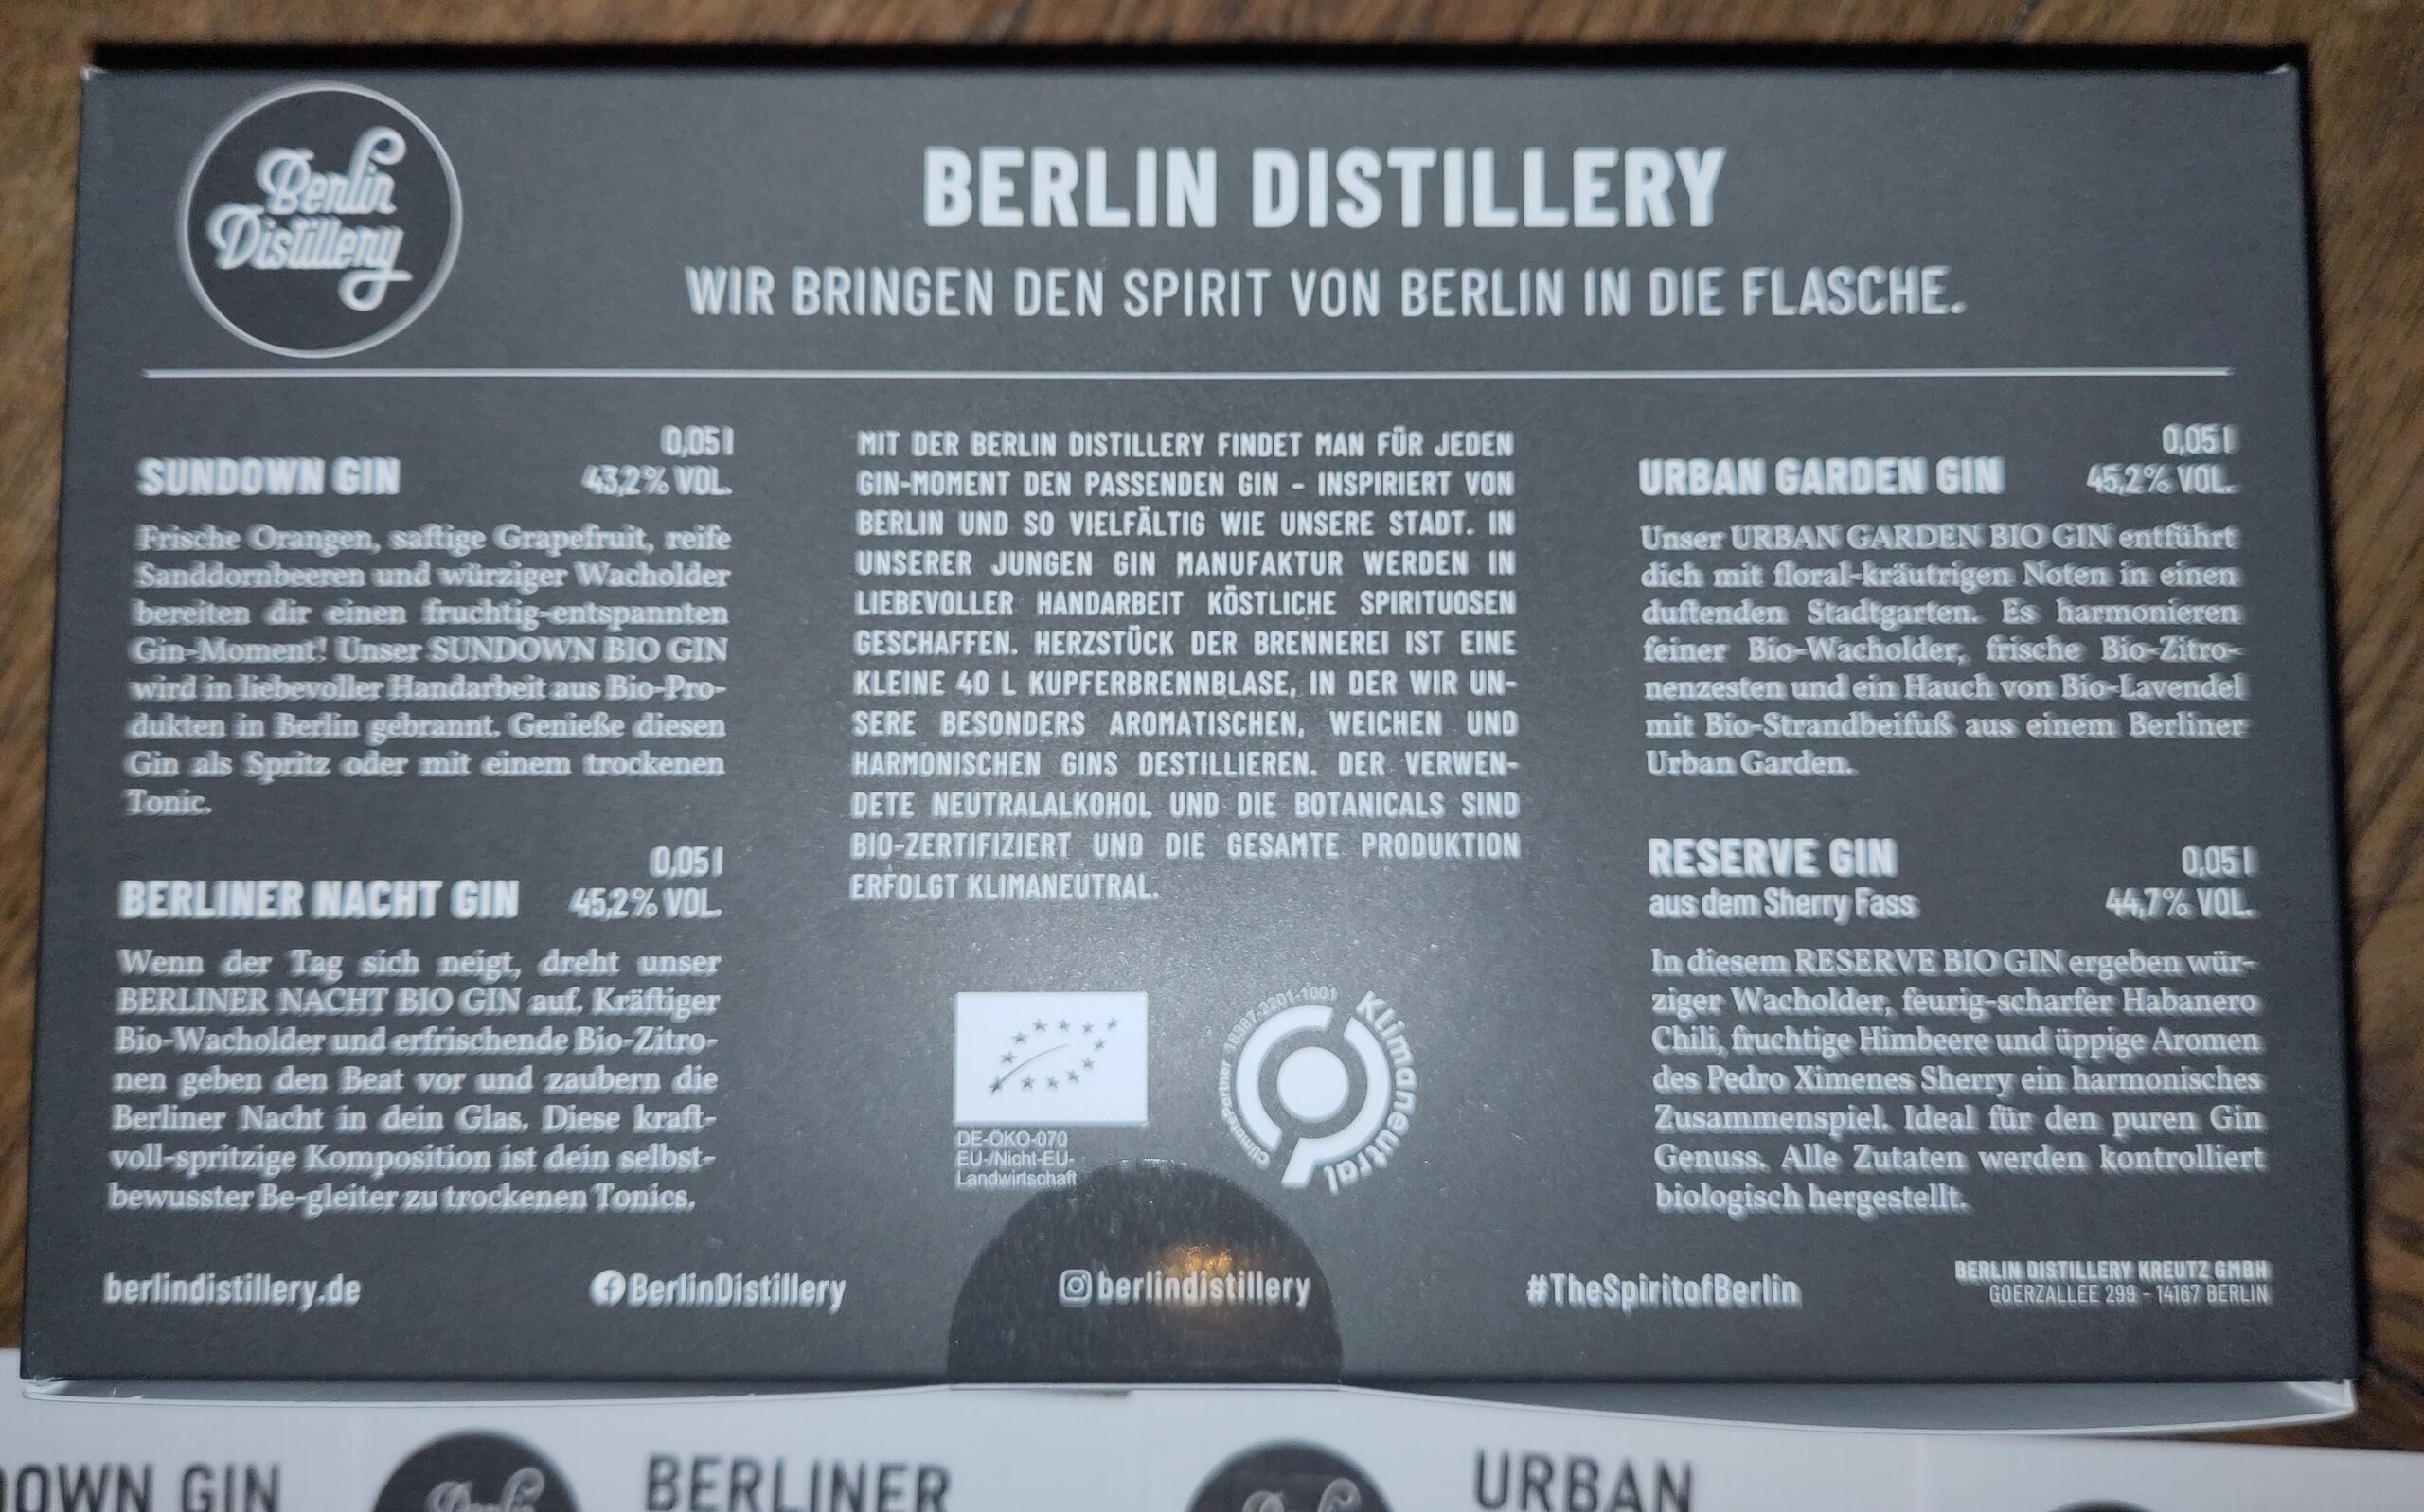 Berlin
Distillery
BERLIN DISTILLERY
WIR BRINGEN DEN SPIRIT VON BERLIN IN DIE FLASCHE.
0,05 l
SUNDOWN GIN 43,2% VOL.
Frische Orangen, saftige Grapefruit, reife
Sanddornbeeren und würziger Wacholder
bereiten dir einen fruchtig-entspannten
Gin-Moment! Unser SUNDOWN BIO GIN
wird in liebevoller Handarbeit aus Bio-Pro-
dukten in Berlin gebrannt. Genieße diesen
Gin als Spritz oder mit einem trockenen
Tonic.
0,05 l
BERLINER NACHT GIN 45,2% VOL.
Wenn der Tag sich neigt, dreht unser
BERLINER NACHT BIO GIN auf. Kräftiger
Bio-Wacholder und erfrischende Bio-Zitro-
nen geben den Beat vor und zaubern die
Berliner Nacht in dein Glas. Diese kraft-
voll-spritzige Komposition ist dein selbst-
bewusster Be-gleiter zu trockenen Tonics.
MIT DER BERLIN DISTILLERY FINDET MAN FÜR JEDEN
GIN-MOMENT DEN PASSENDEN GIN - INSPIRIERT VON
BERLIN UND SO VIELFÄLTIG WIE UNSERE STADT. IN
UNSERER JUNGEN GIN MANUFAKTUR WERDEN IN
LIEBEVOLLER HANDARBEIT KÖSTLICHE SPIRITUOSEN
GESCHAFFEN. HERZSTÜCK DER BRENNEREI IST EINE
KLEINE 40 L KUPFERBRENNBLASE, IN DER WIR UN-
SERE BESONDERS AROMATISCHEN, WEICHEN UND
HARMONISCHEN GINS DESTILLIEREN. DER VERWEN-
DETE NEUTRALALKOHOL UND DIE BOTANICALS SIND
BIO-ZERTIFIZIERT UND DIE GESAMTE PRODUKTION
ERFOLGT KLIMANEUTRAL.
DE-ÖKO-070
EU-/Nicht-EU-
Landwirtschaft
Klimaneutral
0,05 l
URBAN GARDEN GIN 45,2% VOL.
Unser URBAN GARDEN BIO GIN entführt
dich mit floral-kräutrigen Noten in einen
duftenden Stadtgarten. Es harmonieren
feiner Bio-Wacholder, frische Bio-Zitro-
nenzesten und ein Hauch von Bio-Lavendel
mit Bio-Strandbeifuß aus einem Berliner
Urban Garden.
RESERVE GIN 0,05 l
aus dem Sherry Fass 44,7% VOL.
In diesem RESERVE BIO GIN ergeben wür-
ziger Wacholder, feurig-scharfer Habanero
Chili, fruchtige Himbeere und üppige Aromen
des Pedro Ximenes Sherry ein harmonisches
Zusammenspiel. Ideal für den puren Gin
Genuss. Alle Zutaten werden kontrolliert
biologisch hergestellt.
berlindistillery.de
BerlinDistillery
berlindistillery
#TheSpiritofBerlin
BERLIN DISTILLERY KREUTZ GMBH
GOERZALLEE 299 - 14167 BERLIN
GIN
BERLINER
URBAN
Berlin